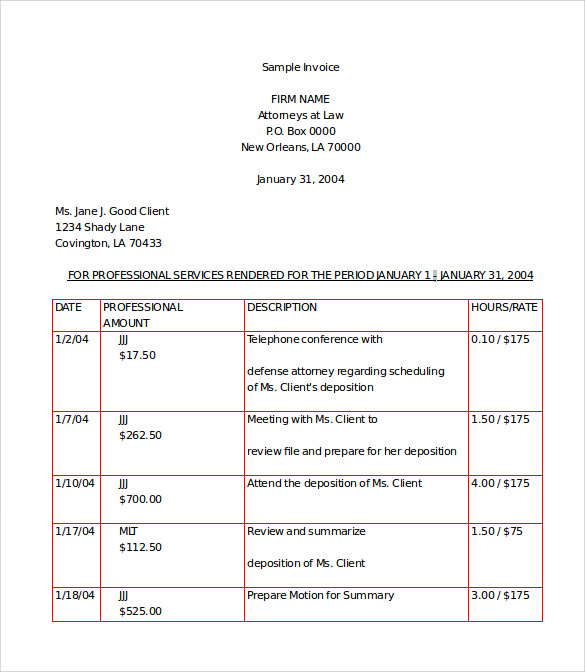 Sample Invoice
FIRM NAME
Attorneys at Law
P.O. Box 0000
New Orleans, LA 70000
January 31, 2004
Ms. Jane J. Good Client
1234 Shady Lane
Covington, LA 70433
FOR PROFESSIONAL SERVICES RENDERED FOR THE PERIOD JANUARY 1 - JANUARY 31, 2004
DATE PROFESSIONAL DESCRIPTION HOURS/RATE
AMOUNT
1/2/04 JJJ Telephone conference with 0.10 / $175
$17.50
defense attorney regarding scheduling
of Ms. Client's deposition
1/7/04 JJJ Meeting with Ms. Client to 1.50 / $175
$262.50
review file and prepare for her deposition
1/10/04 JJJ Attend the deposition of Ms. Client 4.00 / $175
$700.00
1/17/04 MLT Review and summarize 1.50 / $75
$112.50
deposition of Ms. Client
1/18/04 JJJ Prepare Motion for Summary 3.00 / $175
$525.00